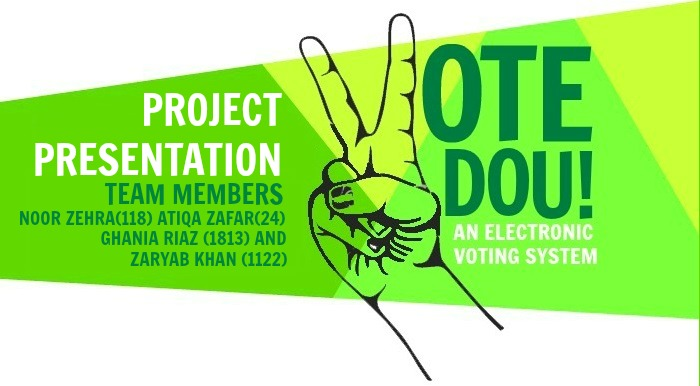 PROJECT
PRESENTATION
TEAM MEMBERS
NOOR ZEHRA(118) ATIQA ZAFAR(24)
GHANIA RIAZ (1813) AND
ZARYAB KHAN (1122)
OTE
DOU!
AN ELECTRONIC
VOTING SYSTEM